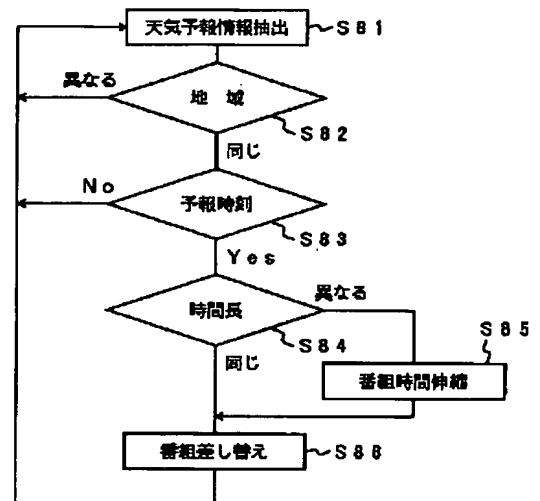 天気予報情報抽出 S81
異なる
地 域
S82
同じ
No
予報時刻
S83
Yes
異なる
時間長
S84
S85
同じ
番組時間伸縮
番組差し替え S86